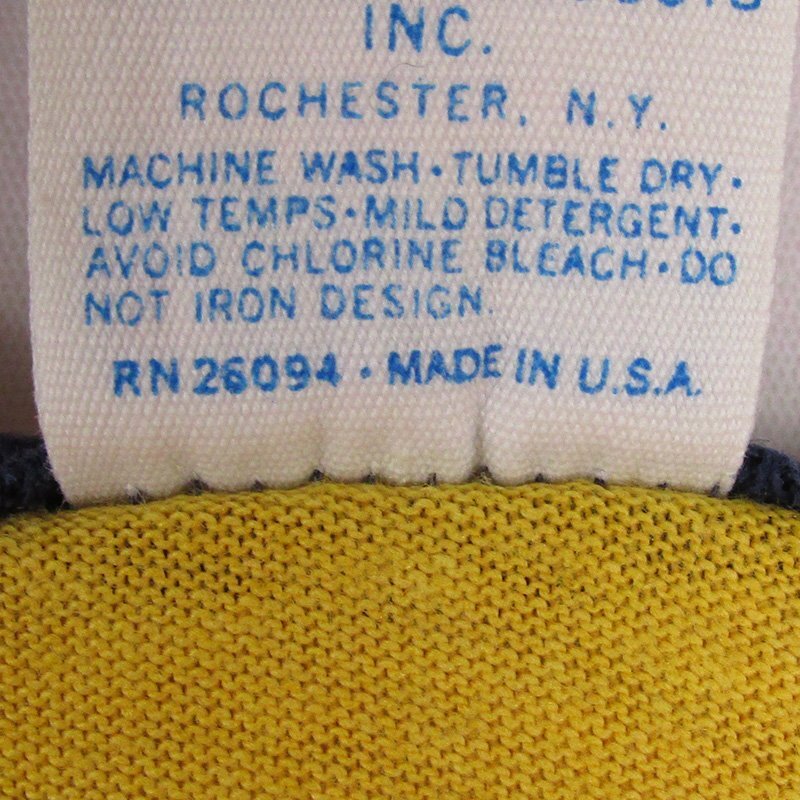 INC.
ROCHESTER, N.Y.
MACHINE WASH·TUMBLE DRY·
LOW TEMPS·MILD DETERGENT·
AVOID CHLORINE BLEACH·DO
NOT IRON DESIGN.
RN 26094 · MADE IN U.S.A.